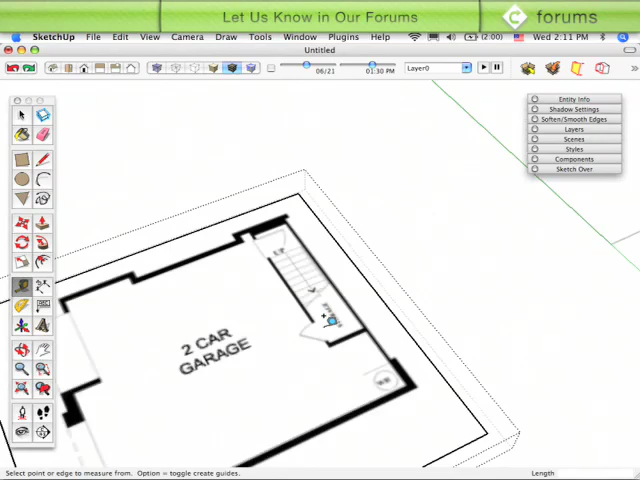 Let Us Know in Our Forums
C forums
SketchUp File Edit View Camera Draw Tools Window Plugins Help (2:00) Wed 2:11 PM
Untitled
06/21 01:30 PM Layer0
Entity Info
Shadow Settings
Soften/Smooth Edges
Layers
Scenes
Styles
Components
Sketch Over
UP
2 CAR
GARAGE
Select point or edge to measure from. Option = toggle create guides. Length